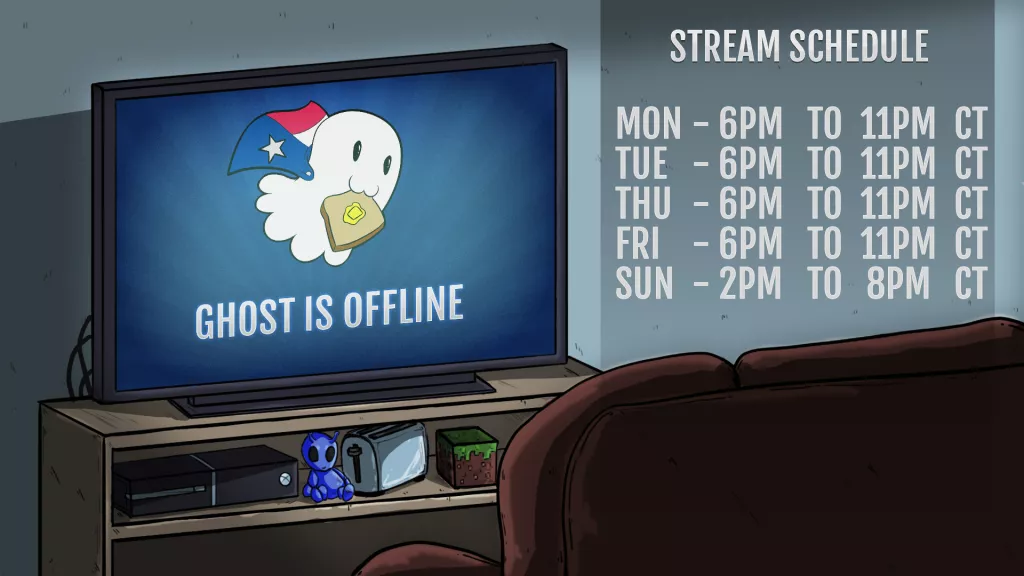 STREAM SCHEDULE
MON - 6PM TO 11PM CT
TUE - 6PM TO 11PM CT
THU - 6PM TO 11PM CT
FRI - 6PM TO 11PM CT
SUN - 2PM TO 8PM CT
GHOST IS OFFLINE